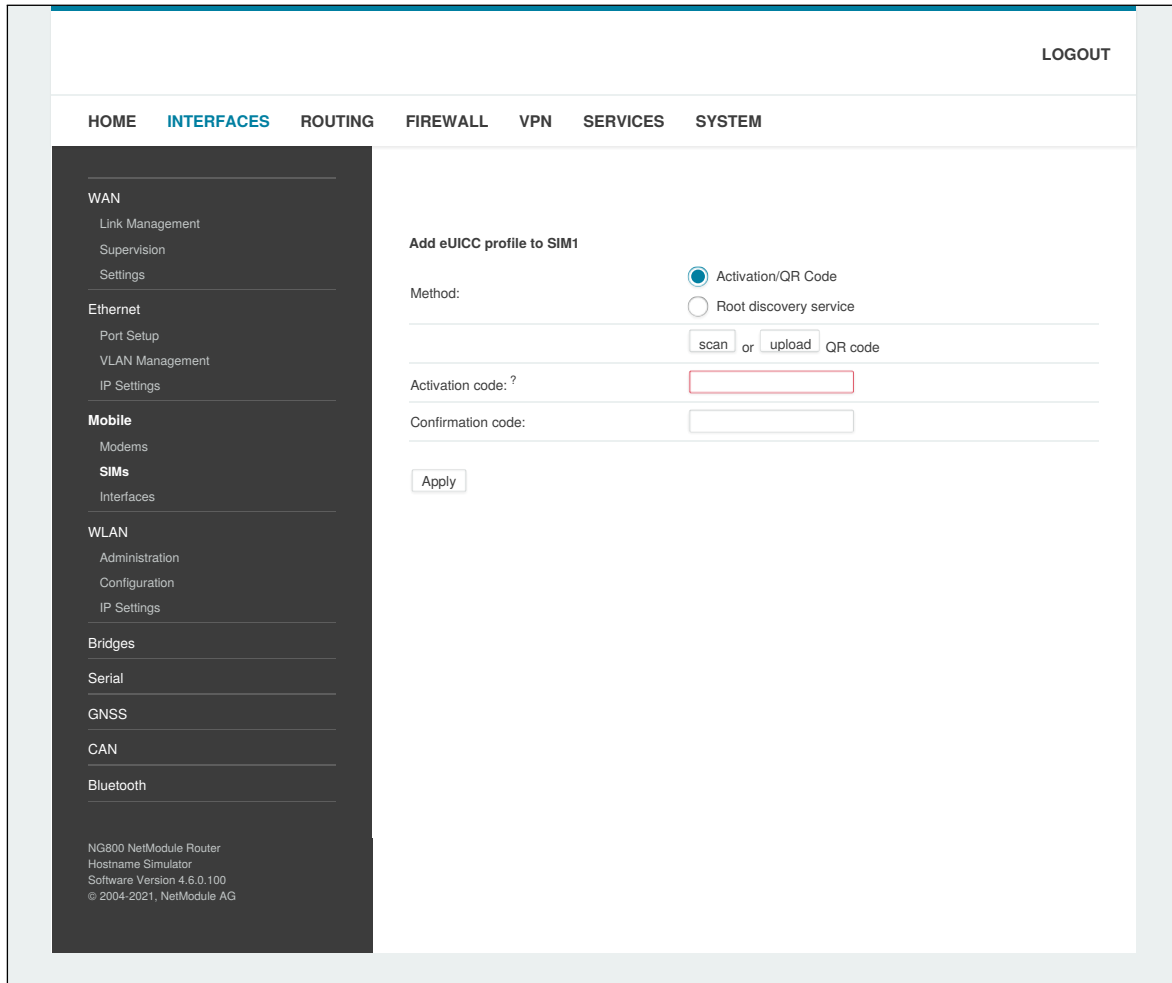 LOGOUT
HOME INTERFACES ROUTING FIREWALL VPN SERVICES SYSTEM
WAN
Link Management
Supervision
Settings
Ethernet
Port Setup
VLAN Management
IP Settings
Mobile
Modems
SIMs
Interfaces
WLAN
Administration
Configuration
IP Settings
Bridges
Serial
GNSS
CAN
Bluetooth
NG800 NetModule Router
Hostname Simulator
Software Version 4.6.0.100
© 2004-2021, NetModule AG
Add eUICC profile to SIM1
Method:
Activation/QR Code
Root discovery service
scan or upload QR code
Activation code: ?
Confirmation code:
Apply